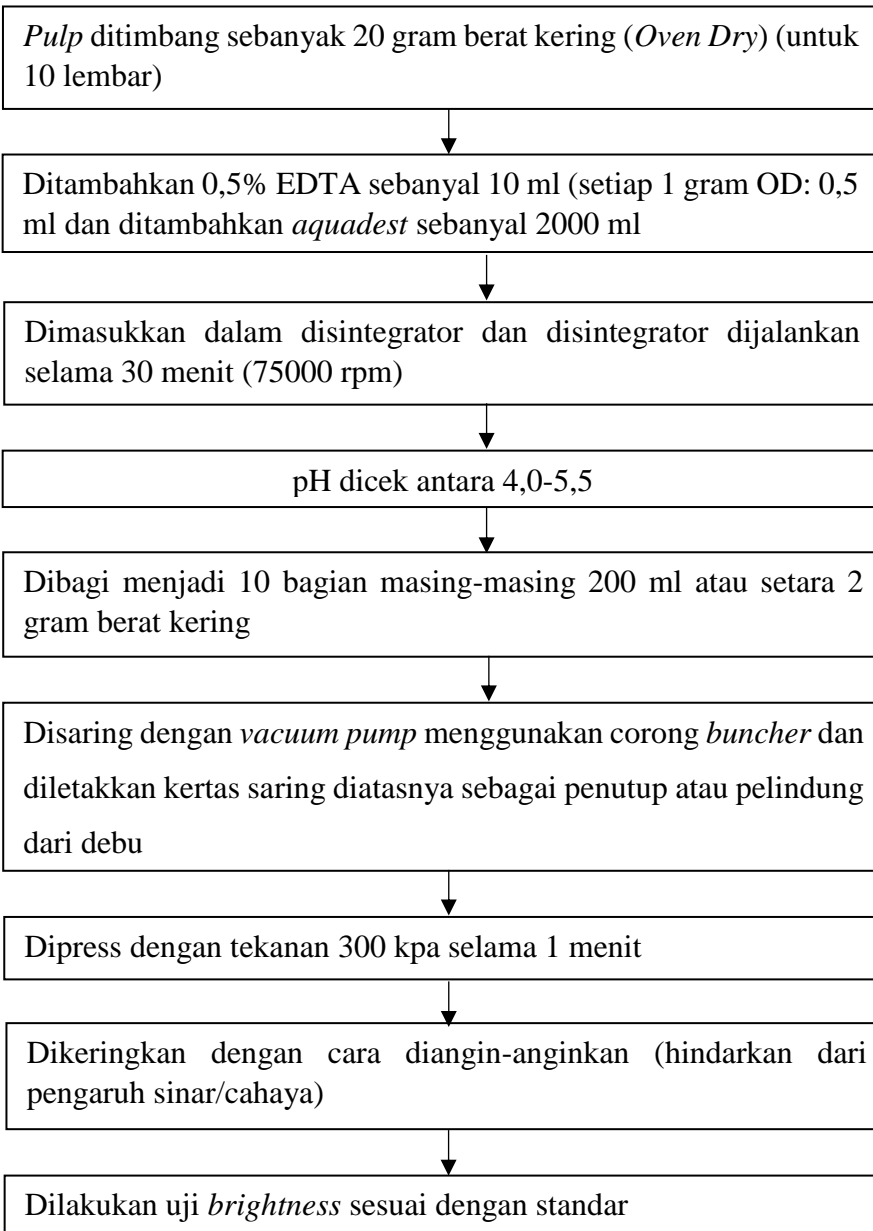 Pulp ditimbang sebanyak 20 gram berat kering (Oven Dry) (untuk
10 lembar)
Ditambahkan 0,5% EDTA sebanyal 10 ml (setiap 1 gram OD: 0,5
ml dan ditambahkan aquadest sebanyal 2000 ml
Dimasukkan dalam disintegrator dan disintegrator dijalankan
selama 30 menit (75000 rpm)
pH dicek antara 4,0-5,5
Dibagi menjadi 10 bagian masing-masing 200 ml atau setara 2
gram berat kering
Disaring dengan vacuum pump menggunakan corong buncher dan
diletakkan kertas saring diatasnya sebagai penutup atau pelindung
dari debu
Dipress dengan tekanan 300 kpa selama 1 menit
Dikeringkan dengan cara diangin-anginkan (hindarkan dari
pengaruh sinar/cahaya)
Dilakukan uji brightness sesuai dengan standar